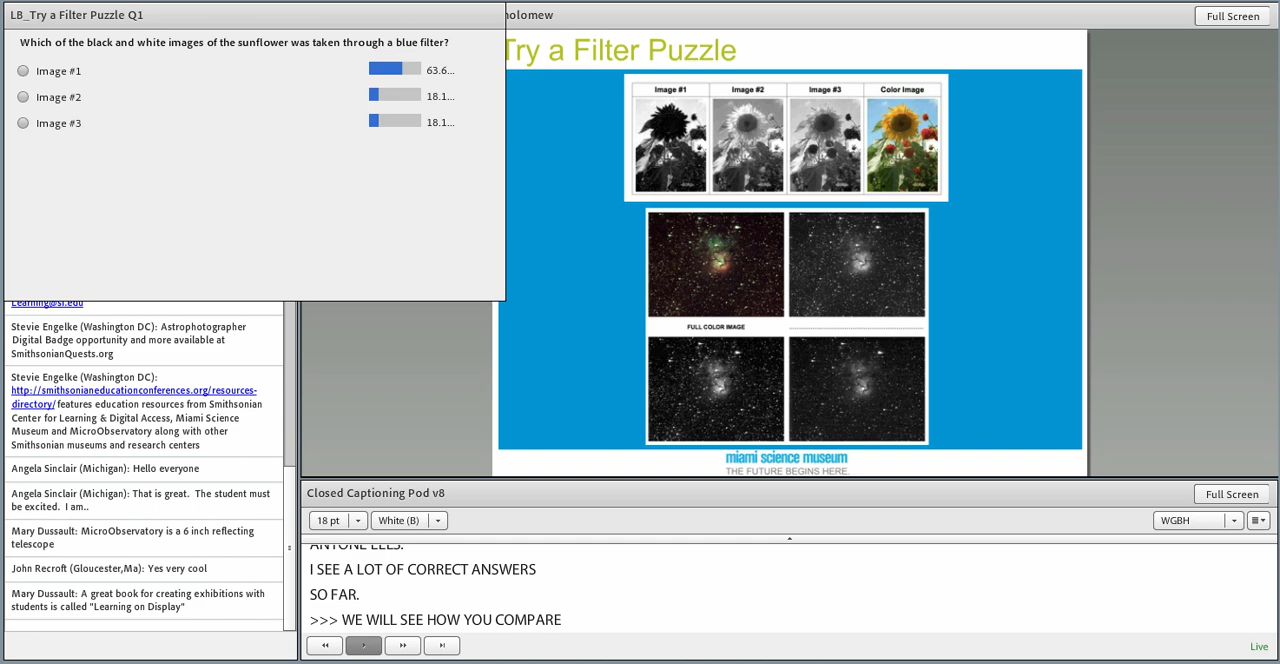 LB_Try a Filter Puzzle Q1
Which of the black and white images of the sunflower was taken through a blue filter?
Image #1
63.6...
Image #2
18.1...
Image #3
18.1...
holomew
Full Screen
Try a Filter Puzzle
Image #1
Image #2
Image #3
Color Image
FULL COLOR IMAGE
miami science museum
THE FUTURE BEGINS HERE.
Learning@si.edu
Stevie Engelke (Washington DC): Astrophotographer
Digital Badge opportunity and more available at
SmithsonianQuests.org
Stevie Engelke (Washington DC):
http://smithsonianeducationconferences.org/resources-
directory/ features education resources from Smithsonian
Center for Learning & Digital Access, Miami Science
Museum and MicroObservatory along with other
Smithsonian museums and research centers
Angela Sinclair (Michigan): Hello everyone
Angela Sinclair (Michigan): That is great. The student must
be excited. I am..
Mary Dussault: MicroObservatory is a 6 inch reflecting
telescope
John Recroft (Gloucester,Ma): Yes very cool
Mary Dussault: A great book for creating exhibitions with
students is called "Learning on Display"
Closed Captioning Pod v8
Full Screen
18 pt
White (B)
WGBH
I SEE A LOT OF CORRECT ANSWERS
SO FAR.
>>> WE WILL SEE HOW YOU COMPARE
Live